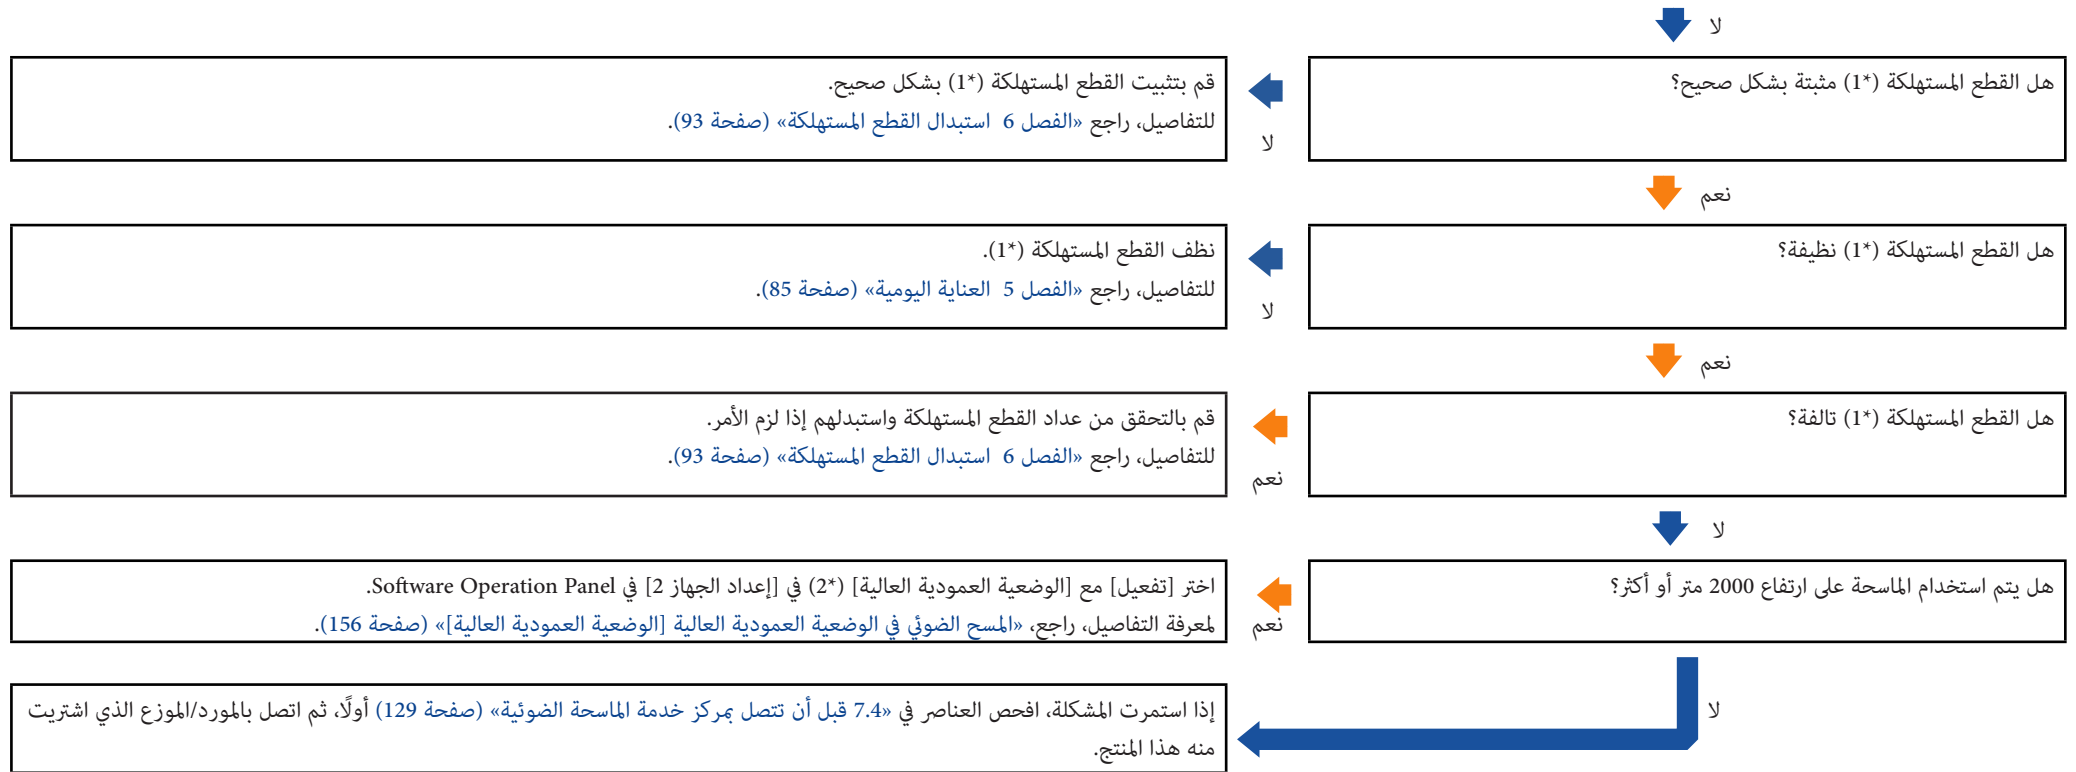 لا
هل القطع المستهلكة (*1) مثبتة بشكل صحيح؟
لا
قم بتثبيت القطع المستهلكة (*1) بشكل صحيح.
للتفاصيل، راجع «الفصل 6 استبدال القطع المستهلكة» (صفحة 93).
نعم
هل القطع المستهلكة (*1) نظيفة؟
لا
نظف القطع المستهلكة (*1).
للتفاصيل، راجع «الفصل 5 العناية اليومية» (صفحة 85).
نعم
هل القطع المستهلكة (*1) تالفة؟
نعم
قم بالتحقق من عداد القطع المستهلكة واستبدلهم إذا لزم الأمر.
للتفاصيل، راجع «الفصل 6 استبدال القطع المستهلكة» (صفحة 93).
لا
هل يتم استخدام الماسحة على ارتفاع 2000 متر أو أكثر؟
نعم
اختر [تفعيل] مع [الوضعية العمودية العالية] (*2) في [إعداد الجهاز 2] في Software Operation Panel.
لمعرفة التفاصيل، راجع، «المسح الضوئي في الوضعية العمودية العالية [الوضعية العمودية العالية]» (صفحة 156).
لا
إذا استمرت المشكلة، افحص العناصر في «7.4 قبل أن تتصل بمركز خدمة الماسحة الضوئية» (صفحة 129) أولًا، ثم اتصل بالمورد/الموزع الذي اشتريت
منه هذا المنتج.